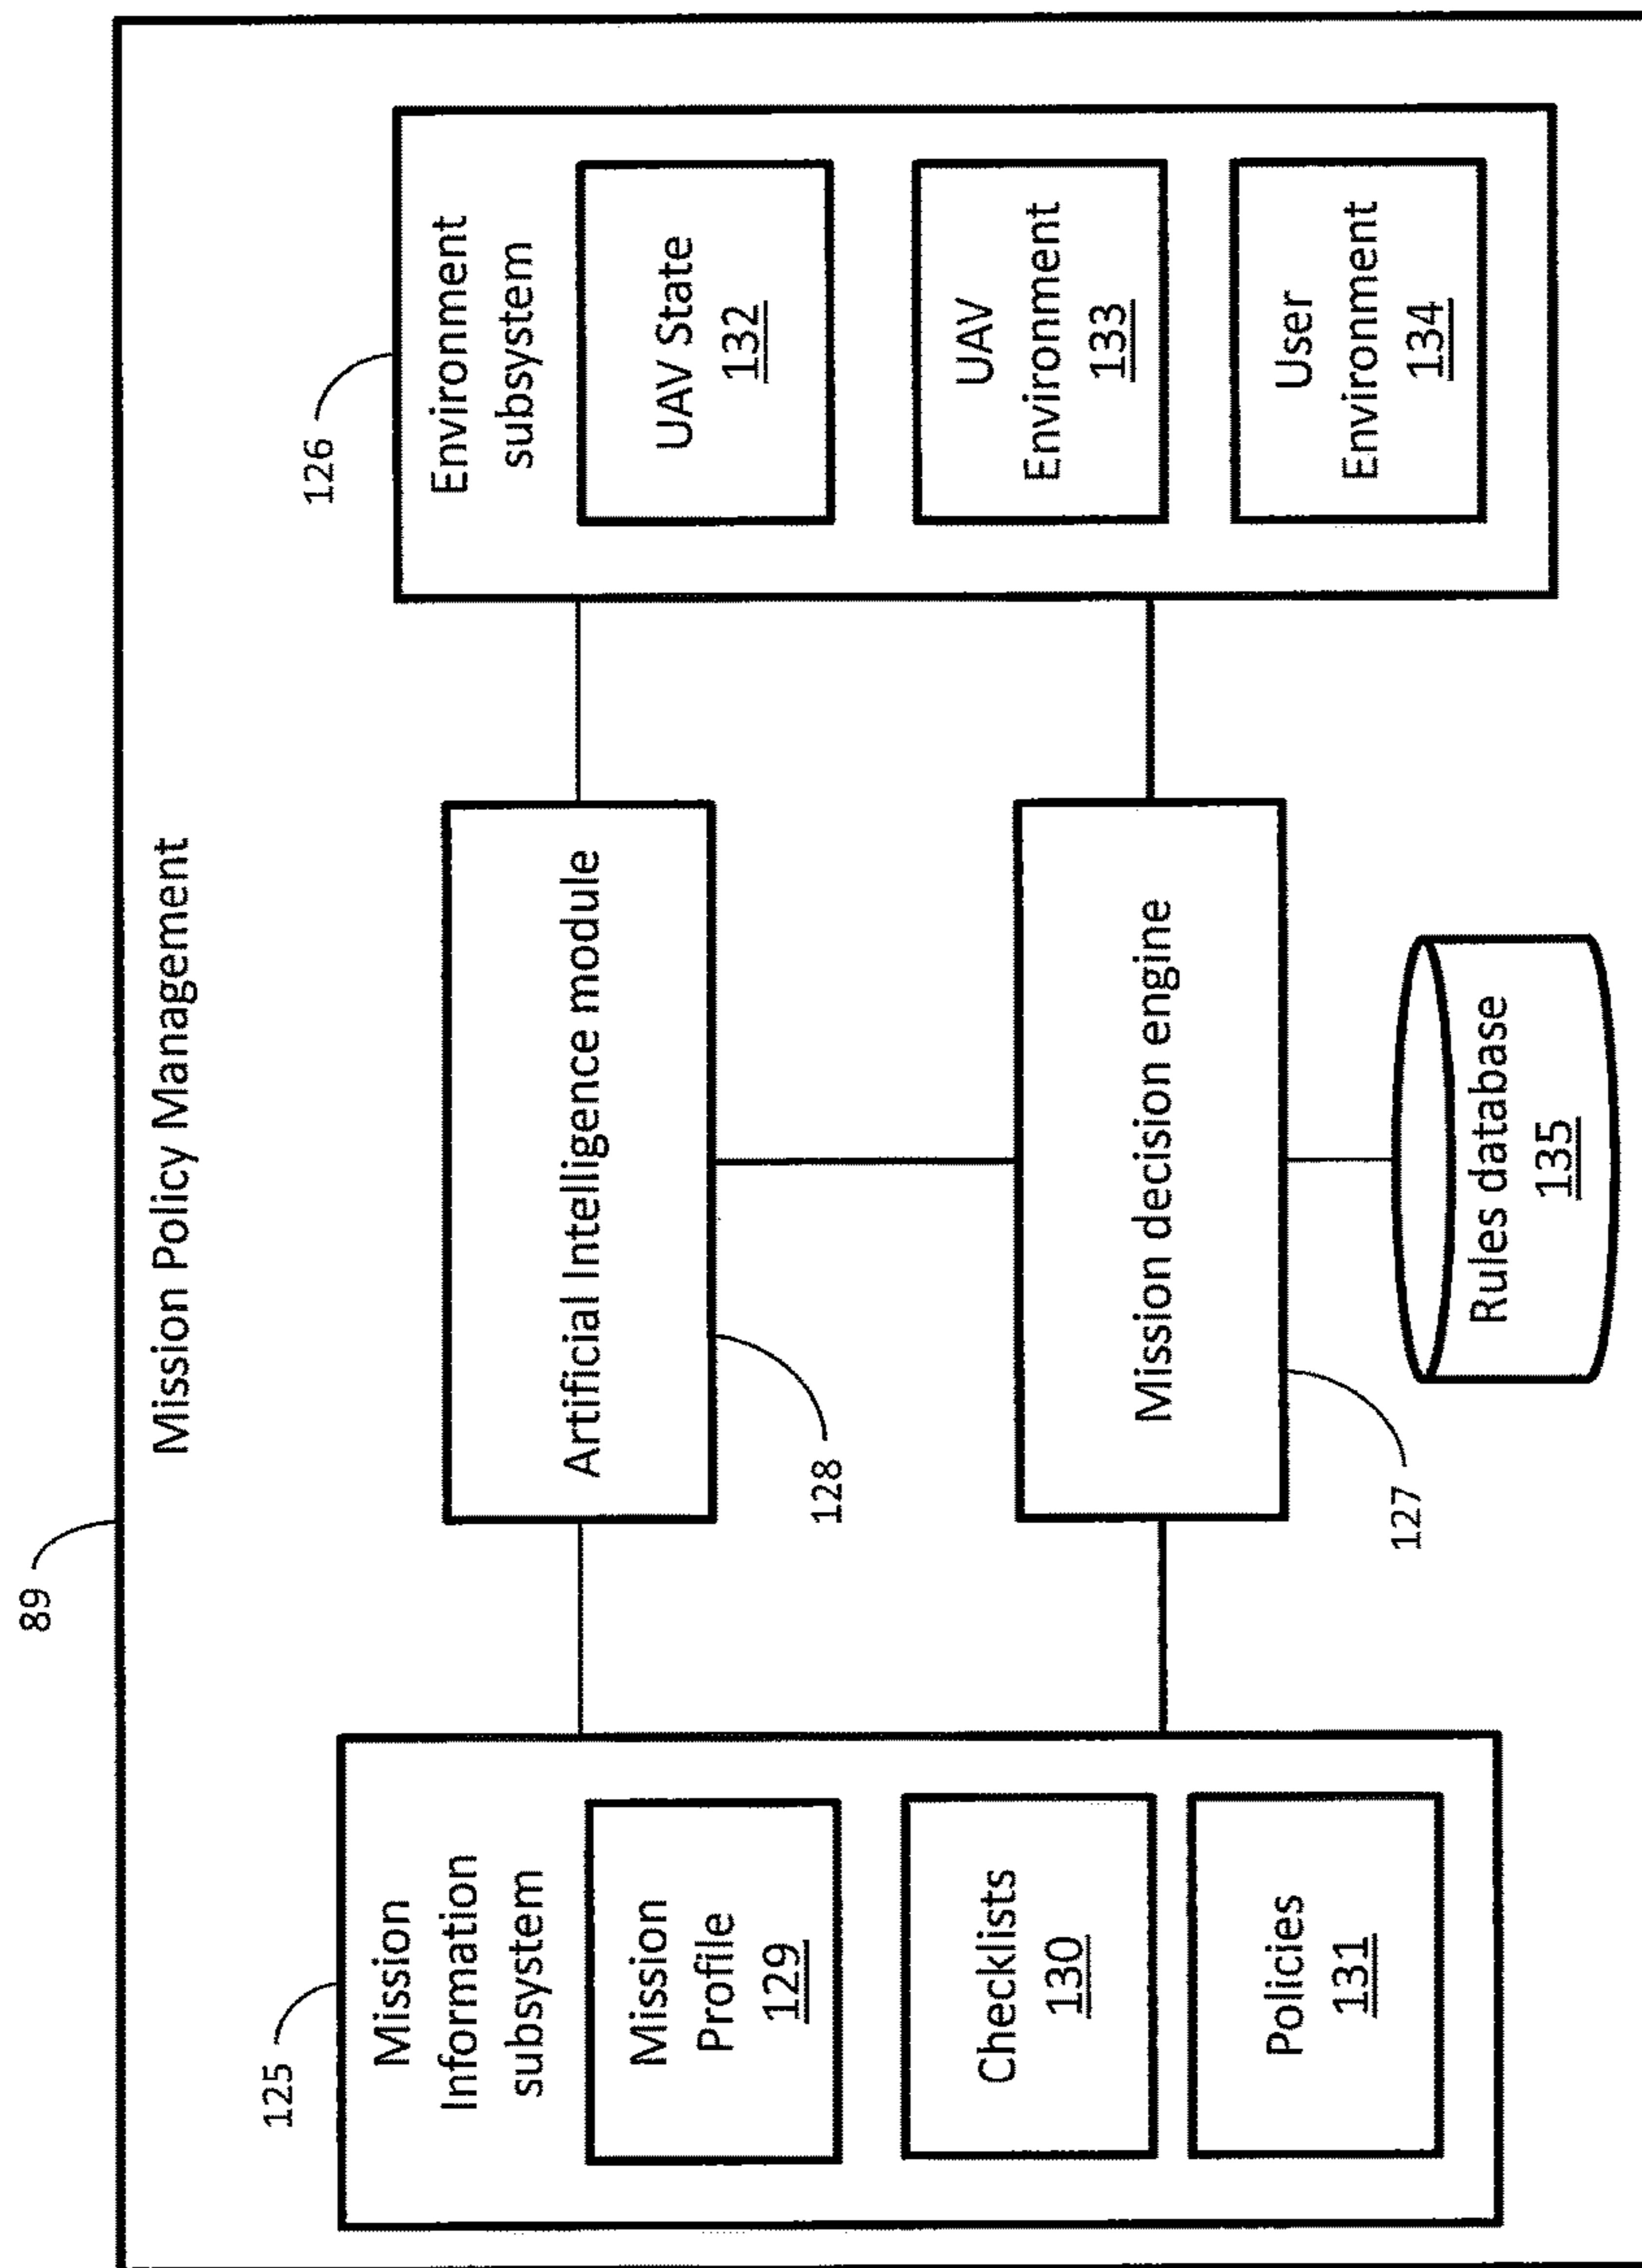 89
Mission Policy Management
125
Mission
Information
subsystem
Mission
Profile
129
Checklists
130
Policies
131
Artificial Intelligence module
128
Mission decision engine
127
Rules database
135
126
Environment
subsystem
UAV State
132
UAV
Environment
133
User
Environment
134